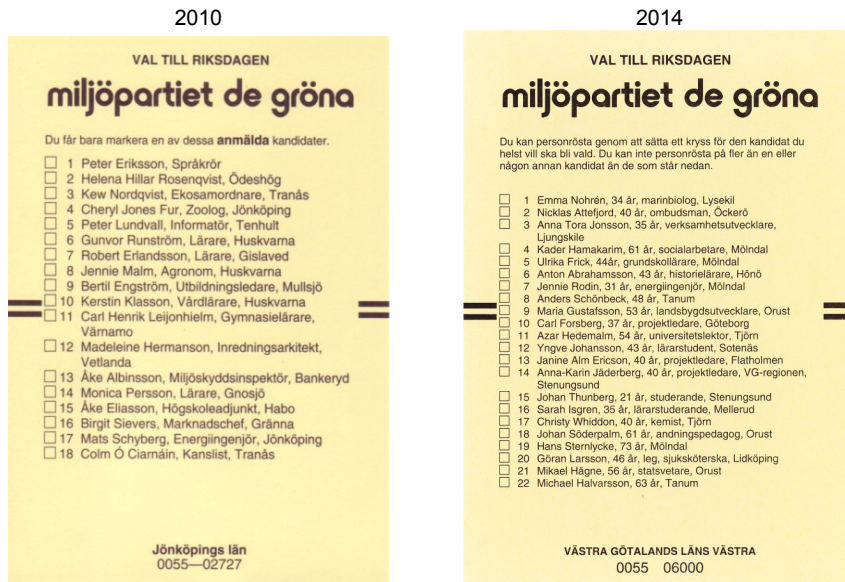 2010
VAL TILL RIKSDAGEN
miljöpartiet de gröna
Du får bara markera en av dessa anmälda kandidater.
1 Peter Eriksson, Språkrör
2 Helena Hillar Rosenqvist, Ödeshög
3 Kew Nordqvist, Ekosamordnare, Tranås
4 Cheryl Jones Fur, Zoolog, Jönköping
5 Peter Lundvall, Informatör, Tenhult
6 Gunvor Runström, Lärare, Huskvarna
7 Robert Erlandsson, Lärare, Gislaved
8 Jennie Malm, Agronom, Huskvarna
9 Bertil Engström, Utbildningsledare, Mullsjö
10 Kerstin Klasson, Vårdlärare, Huskvarna
11 Carl Henrik Leijonhielm, Gymnasielärare,
Värnamo
12 Madeleine Hermanson, Inredningsarkitekt,
Vetlanda
13 Åke Albinsson, Miljöskyddsinspektör, Bankeryd
14 Monica Persson, Lärare, Gnosjö
15 Åke Eliasson, Högskoleadjunkt, Habo
16 Birgit Sievers, Marknadschef, Gränna
17 Mats Schyberg, Energiingenjör, Jönköping
18 Colm Ó Ciarnáin, Kanslist, Tranås
Jönköpings län
0055—02727
2014
VAL TILL RIKSDAGEN
miljöpartiet de gröna
Du kan personrösta genom att sätta ett kryss för den kandidat du
helst vill ska bli vald. Du kan inte personrösta på fler än en eller
någon annan kandidat än de som står nedan.
1 Emma Nohrén, 34 år, marinbiolog, Lysekil
2 Nicklas Attefjord, 40 år, ombudsman, Öckerö
3 Anna Tora Jonsson, 35 år, verksamhetsutvecklare,
Ljungskile
4 Kader Hamakarim, 61 år, socialarbetare, Mölndal
5 Ulrika Frick, 44år, grundskollärare, Mölndal
6 Anton Abrahamsson, 43 år, historielärare, Hönö
7 Jennie Rodin, 31 år, energiingenjör, Mölndal
8 Anders Schönbeck, 48 år, Tanum
9 Maria Gustafsson, 53 år, landsbygdsutvecklare, Orust
10 Carl Forsberg, 37 år, projektledare, Göteborg
11 Azar Hedemalm, 54 år, universitetslektor, Tjörn
12 Yngve Johansson, 43 år, lärarstudent, Sotenäs
13 Janine Alm Ericson, 40 år, projektledare, Flatholmen
14 Anna-Karin Jäderberg, 40 år, projektledare, VG-regionen,
Stenungsund
15 Johan Thunberg, 21 år, studerande, Stenungsund
16 Sarah Isgren, 35 år, lärarstuderande, Mellerud
17 Christy Whiddon, 40 år, kemist, Tjörn
18 Johan Söderpalm, 61 år, andningspedagog, Orust
19 Hans Sternlycke, 73 år, Mölndal
20 Göran Larsson, 46 år, leg, sjuksköterska, Lidköping
21 Mikael Hägne, 56 år, statsvetare, Orust
22 Michael Halvarsson, 63 år, Tanum
VÄSTRA GÖTALANDS LÄNS VÄSTRA
0055 06000